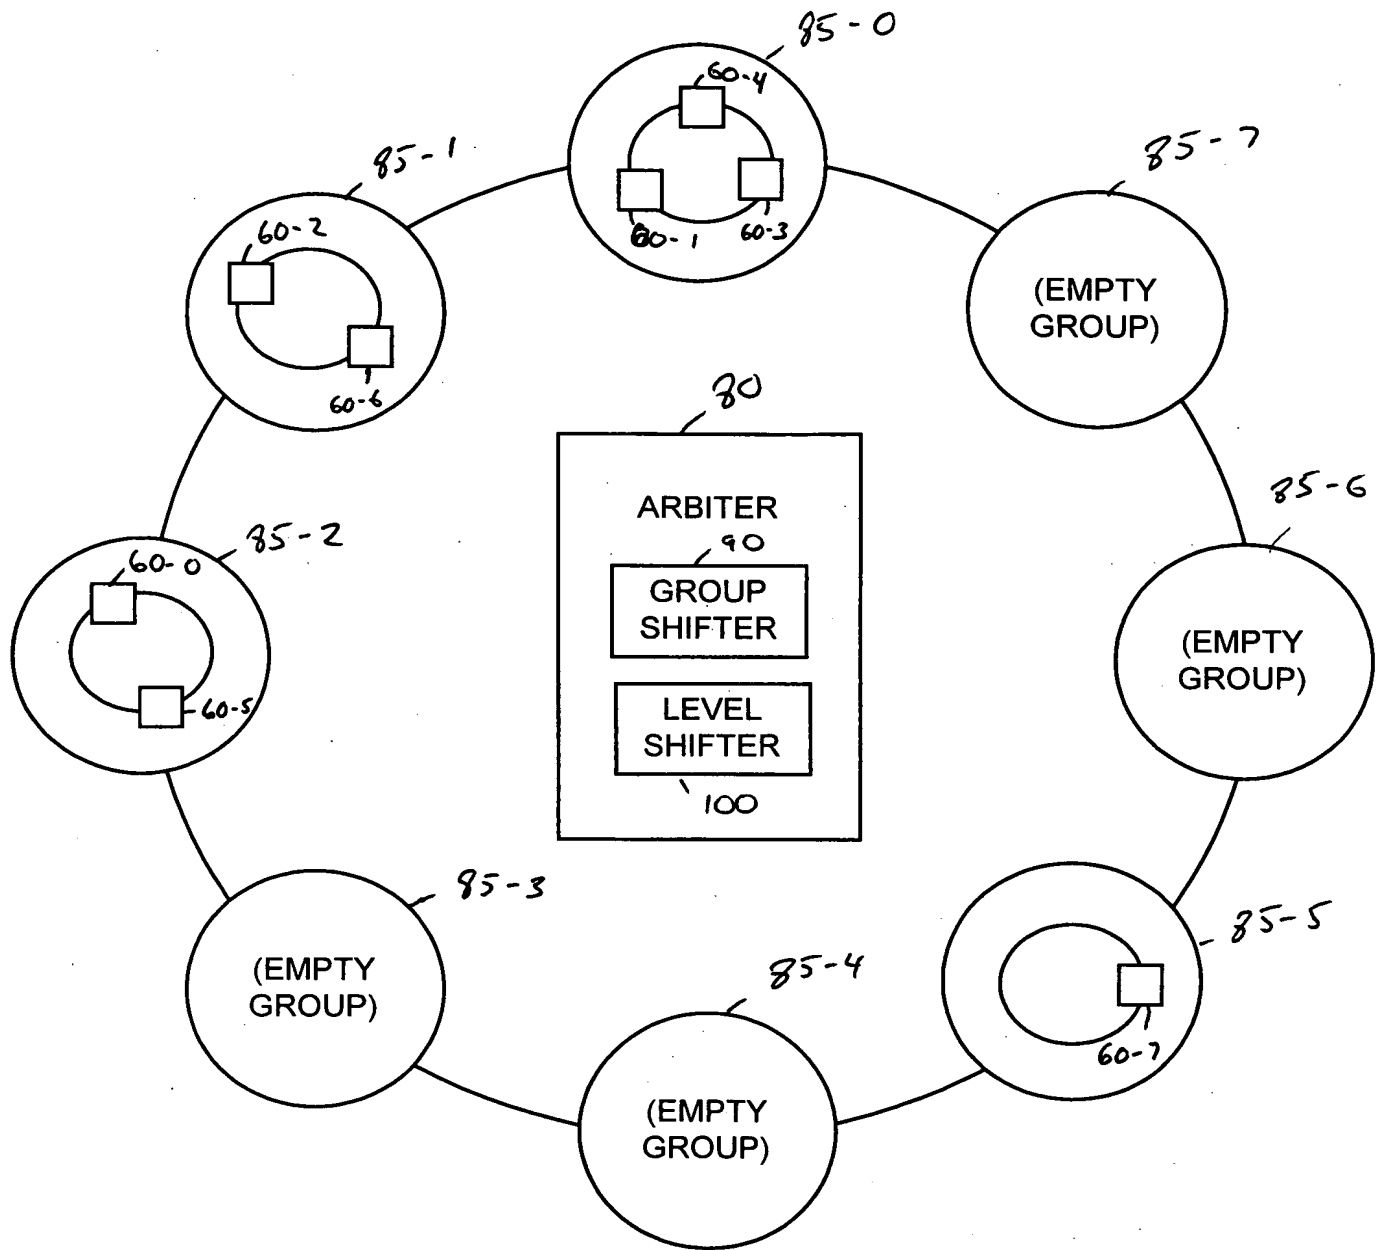 85-0
60-4
60-1
60-3
85-1
60-2
60-6
85-7
(EMPTY
GROUP)
80
85-6
(EMPTY
GROUP)
ARBITER
90
GROUP
SHIFTER
LEVEL
SHIFTER
100
85-2
60-0
60-5
85-3
(EMPTY
GROUP)
85-4
(EMPTY
GROUP)
85-5
60-7